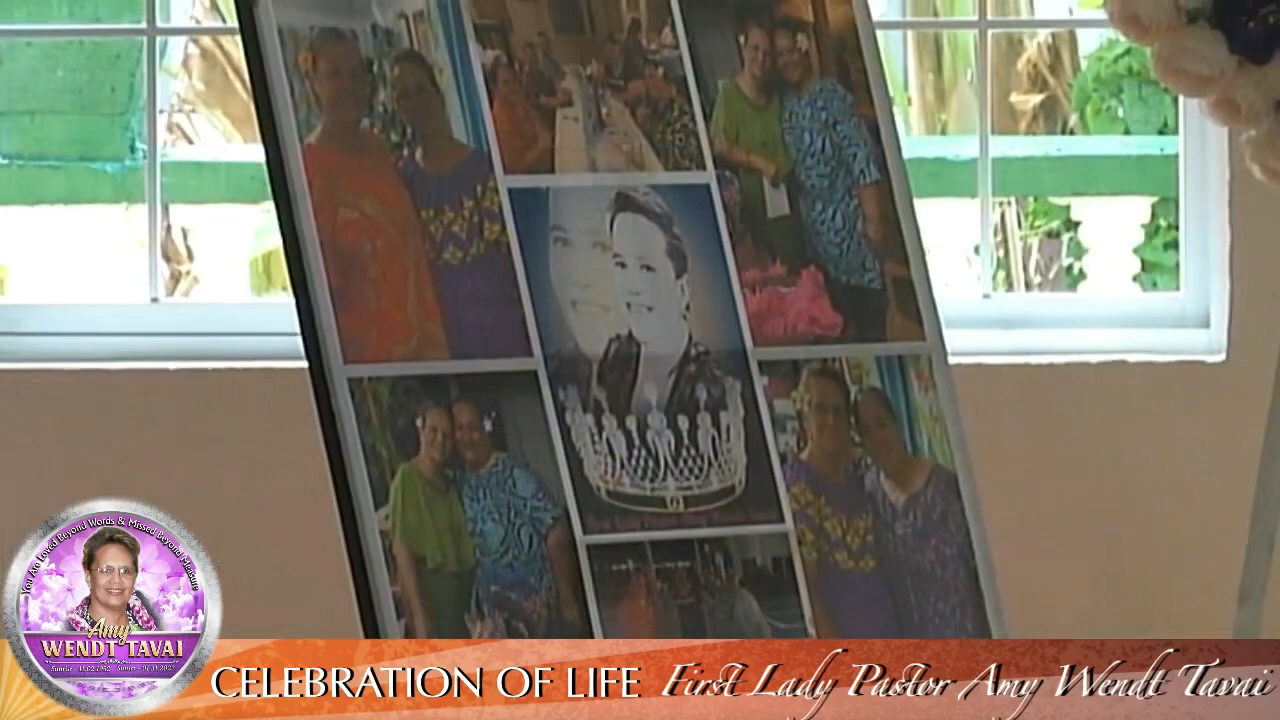 You Are Loved Beyond Words & Missed Beyond Measure
Amy
WENDT TAVAI
CELEBRATION OF LIFE First Lady Pastor Amy Wendt Tavai